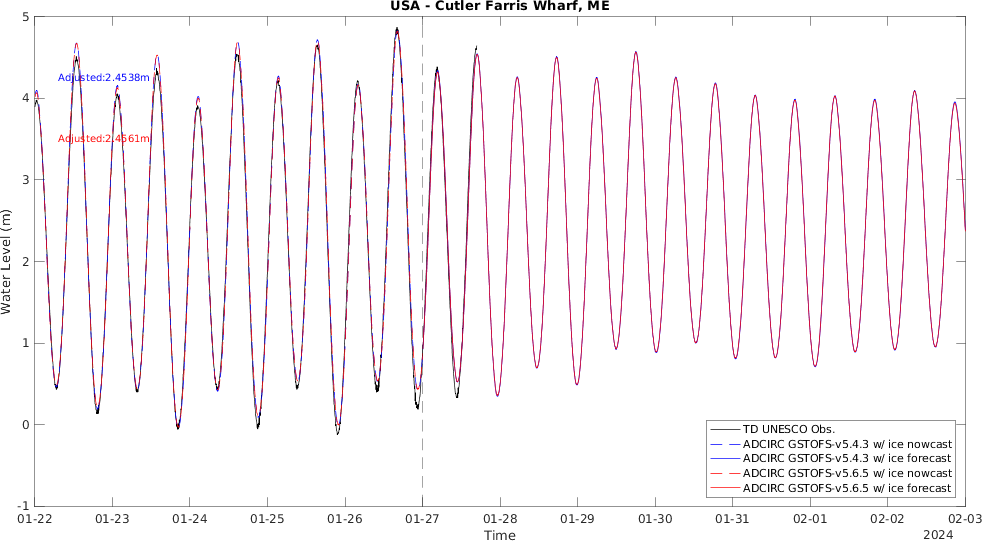 USA - Cutler Farris Wharf, ME
5
4
3
2
1
0
-1
Water Level (m)
Adjusted:2.4538m
Adjusted:2.4561m
TD UNESCO Obs.
ADCIRC GSTOFS-v5.4.3 w/ ice nowcast
ADCIRC GSTOFS-v5.4.3 w/ ice forecast
ADCIRC GSTOFS-v5.6.5 w/ ice nowcast
ADCIRC GSTOFS-v5.6.5 w/ ice forecast
01-22 01-23 01-24 01-25 01-26 01-27 01-28 01-29 01-30 01-31 02-01 02-02 02-03
Time
2024